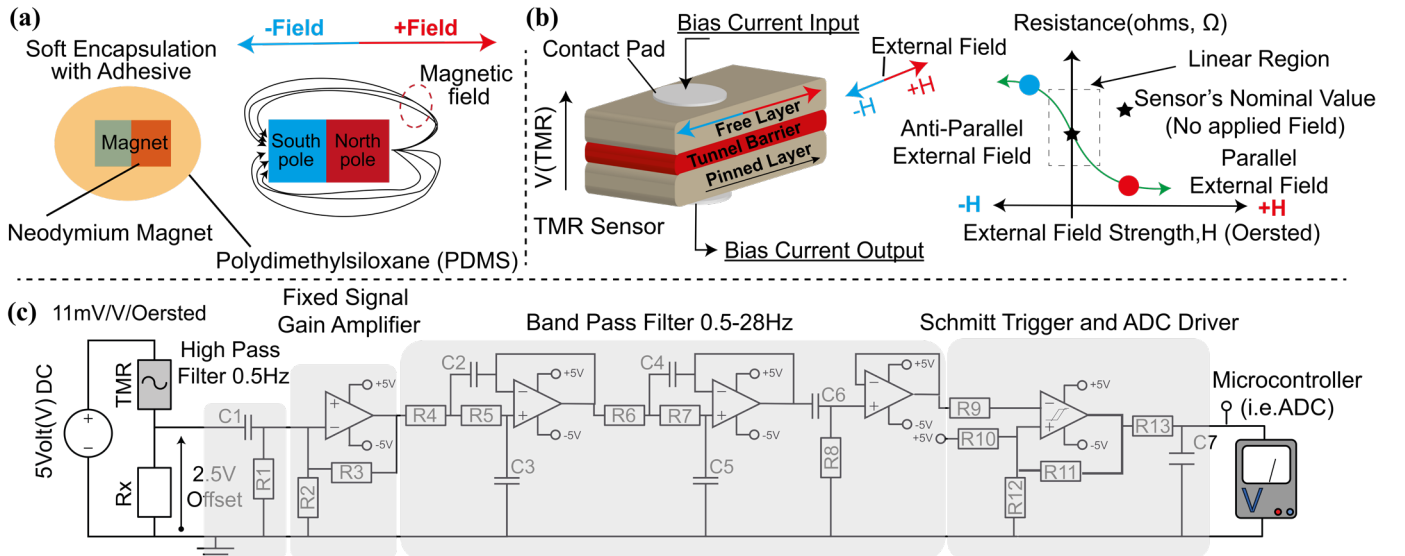 (a)
-Field
+Field
Soft Encapsulation
with Adhesive
Magnet
Magnetic
field
South
pole
North
pole
Neodymium Magnet
Polydimethylsiloxane (PDMS)
(b)
Bias Current Input
Contact Pad
External Field
-H
+H
V(TMR)
Free Layer
Tunnel Barrier
Pinned Layer
TMR Sensor
Bias Current Output
Resistance(ohms, Ω)
Linear Region
Sensor's Nominal Value
(No applied Field)
Anti-Parallel
External Field
Parallel
External Field
-H
+H
External Field Strength,H (Oersted)
(c)
11mV/V/Oersted
5Volt(V) DC
+
−
TMR
Rx
2.5V
Offset
High Pass
Filter 0.5Hz
C1
R1
Fixed Signal
Gain Amplifier
+
−
+5V
-5V
R2
R3
Band Pass Filter 0.5-28Hz
C2
R4
R5
−
+
+5V
-5V
C3
C4
R6
R7
−
+
+5V
-5V
C5
C6
R8
−
+
+5V
-5V
Schmitt Trigger and ADC Driver
R9
+5V
R10
−
+
+5V
-5V
R11
R12
R13
C7
Microcontroller
(i.e.ADC)
V